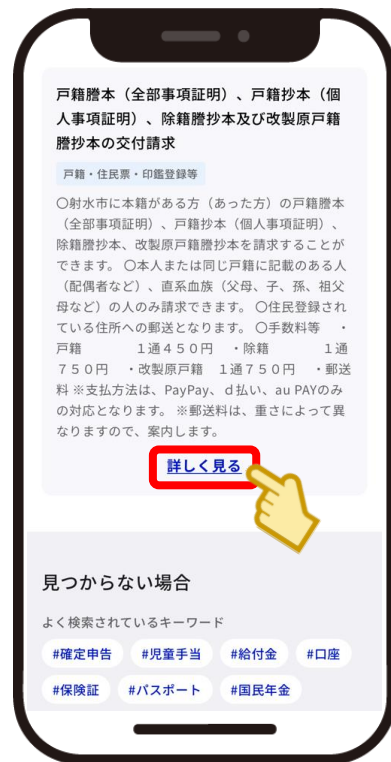 戸籍謄本（全部事項証明）、戸籍抄本（個
人事項証明）、除籍謄抄本及び改製原戸籍
謄抄本の交付請求
戸籍・住民票・印鑑登録等
〇射水市に本籍がある方（あった方）の戸籍謄本
（全部事項証明）、戸籍抄本（個人事項証明）、
除籍謄抄本、改製原戸籍謄抄本を請求することが
できます。 〇本人または同じ戸籍に記載のある人
（配偶者など）、直系血族（父母、子、孫、祖父
母など）の人のみ請求できます。 〇住民登録され
ている住所への郵送となります。 〇手数料等　・
戸籍　　　１通４５０円　・除籍　　　１通
７５０円　・改製原戸籍　１通７５０円　・郵送
料 ※支払方法は、PayPay、ｄ払い、au PAYのみ
の対応となります。 ※郵送料は、重さによって異
なりますので、案内します。
詳しく見る
見つからない場合
よく検索されているキーワード
#確定申告 #児童手当 #給付金 #口座
#保険証 #パスポート #国民年金